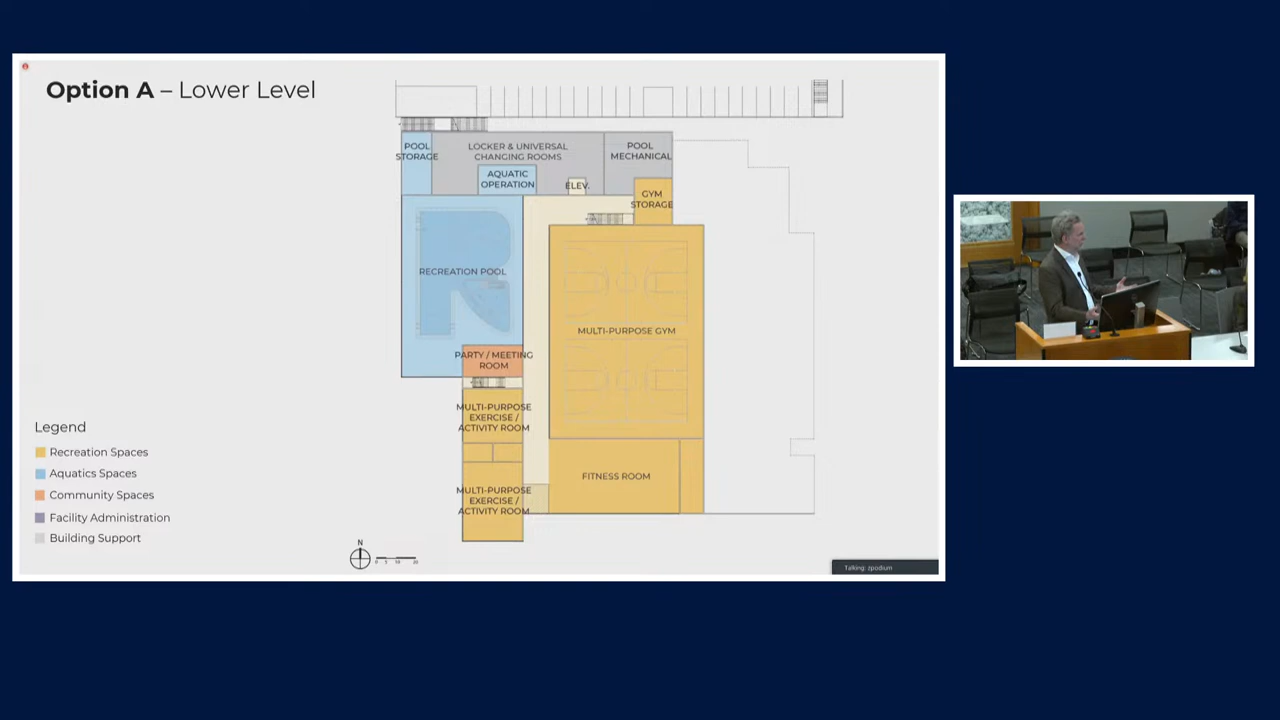 Option A – Lower Level
POOL
STORAGE
LOCKER & UNIVERSAL
CHANGING ROOMS
POOL
MECHANICAL
AQUATIC
OPERATION
ELEV.
GYM
STORAGE
RECREATION POOL
MULTI-PURPOSE GYM
PARTY / MEETING
ROOM
MULTI-PURPOSE
EXERCISE /
ACTIVITY ROOM
FITNESS ROOM
MULTI-PURPOSE
EXERCISE /
ACTIVITY ROOM
Legend
Recreation Spaces
Aquatics Spaces
Community Spaces
Facility Administration
Building Support
N
Talking: zpodium